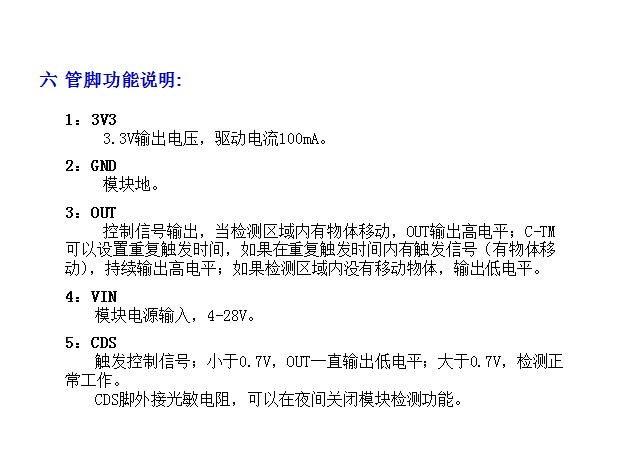 六 管脚功能说明:
1: 3V3
3.3V输出电压，驱动电流100mA。
2: GND
模块地。
3: OUT
控制信号输出，当检测区域内有物体移动，OUT输出高电平；C-TM
可以设置重复触发时间，如果在重复触发时间内有触发信号（有物体移
动），持续输出高电平；如果检测区域内没有移动物体，输出低电平。
4: VIN
模块电源输入，4-28V。
5: CDS
触发控制信号；小于0.7V，OUT一直输出低电平；大于0.7V，检测正
常工作。
CDS脚外接光敏电阻，可以在夜间关闭模块检测功能。